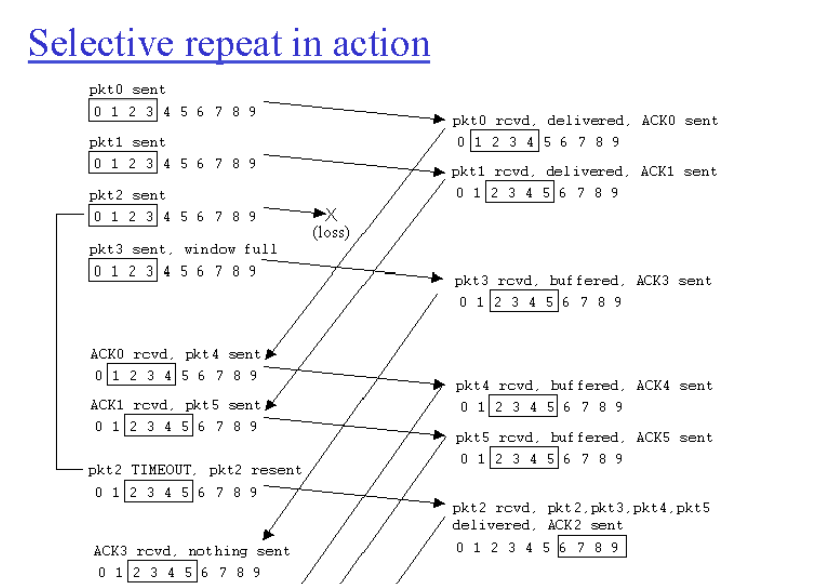 Selective repeat in action
pkt0 sent
0 1 2 3 4 5 6 7 8 9
pkt1 sent
0 1 2 3 4 5 6 7 8 9
pkt2 sent
0 1 2 3 4 5 6 7 8 9
X
(loss)
pkt3 sent, window full
0 1 2 3 4 5 6 7 8 9
ACK0 rcvd, pkt4 sent
0 1 2 3 4 5 6 7 8 9
ACK1 rcvd, pkt5 sent
0 1 2 3 4 5 6 7 8 9
pkt2 TIMEOUT, pkt2 resent
0 1 2 3 4 5 6 7 8 9
ACK3 rcvd, nothing sent
0 1 2 3 4 5 6 7 8 9
pkt0 rcvd, delivered, ACK0 sent
0 1 2 3 4 5 6 7 8 9
pkt1 rcvd, delivered, ACK1 sent
0 1 2 3 4 5 6 7 8 9
pkt3 rcvd, buffered, ACK3 sent
0 1 2 3 4 5 6 7 8 9
pkt4 rcvd, buffered, ACK4 sent
0 1 2 3 4 5 6 7 8 9
pkt5 rcvd, buffered, ACK5 sent
0 1 2 3 4 5 6 7 8 9
pkt2 rcvd, pkt2,pkt3,pkt4,pkt5
delivered, ACK2 sent
0 1 2 3 4 5 6 7 8 9